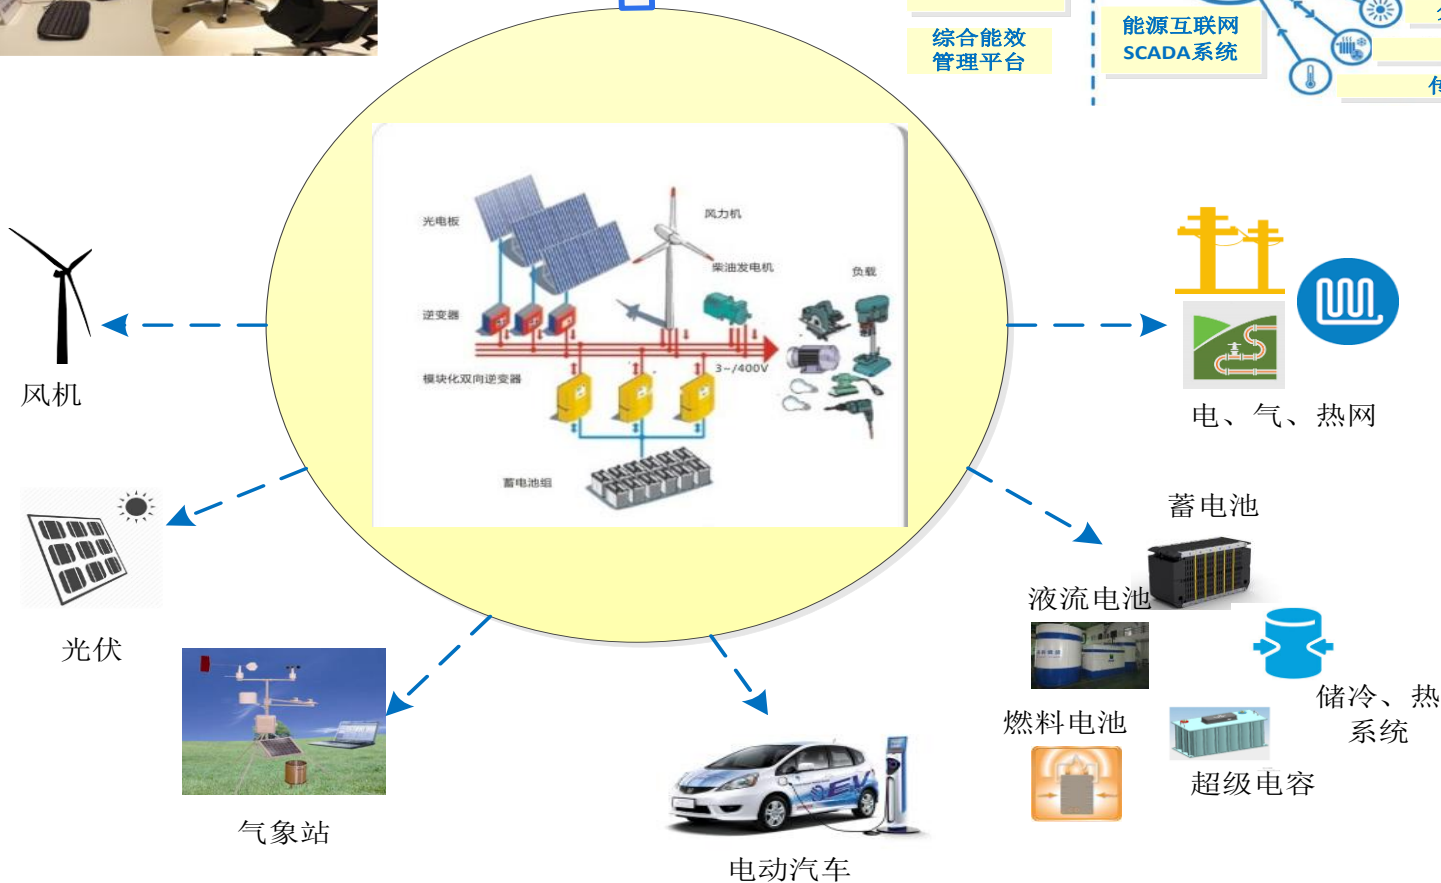 综合能效
管理平台
能源互联网
SCADA系统
光电板
风力机
柴油发电机
负载
逆变器
3~/400V
模块化双向逆变器
蓄电池组
风机
电、气、热网
光伏
蓄电池
液流电池
储冷、热
系统
燃料电池
超级电容
气象站
电动汽车